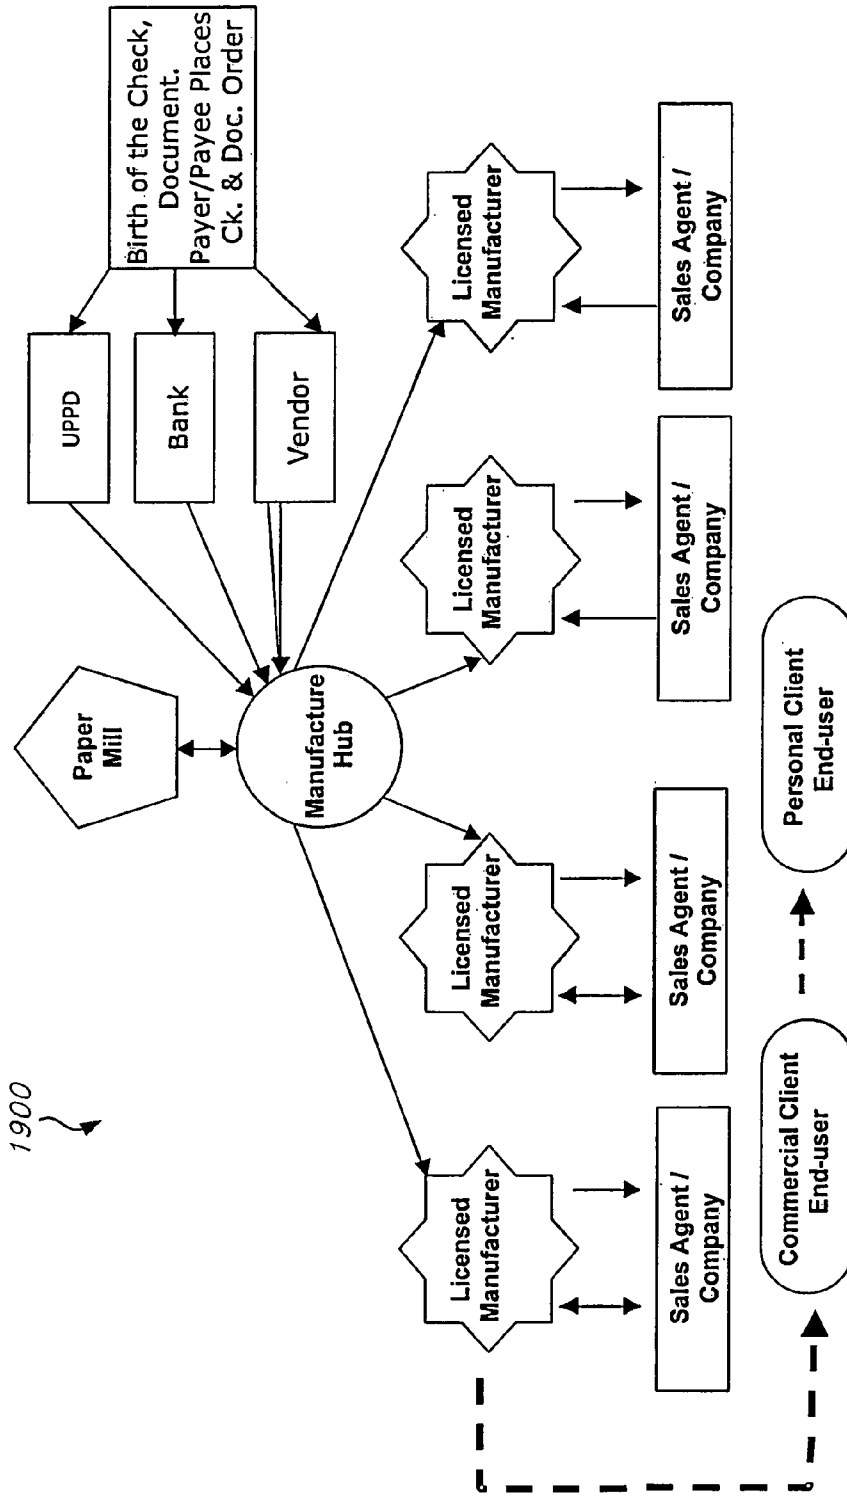 1900
Paper
Mill
UPPD
Bank
Vendor
Birth of the Check,
Document.
Payer/Payee Places
Ck. & Doc. Order
Manufacture
Hub
Licensed
Manufacturer
Licensed
Manufacturer
Licensed
Manufacturer
Licensed
Manufacturer
Sales Agent /
Company
Sales Agent /
Company
Sales Agent /
Company
Sales Agent /
Company
Commercial Client
End-user
Personal Client
End-user